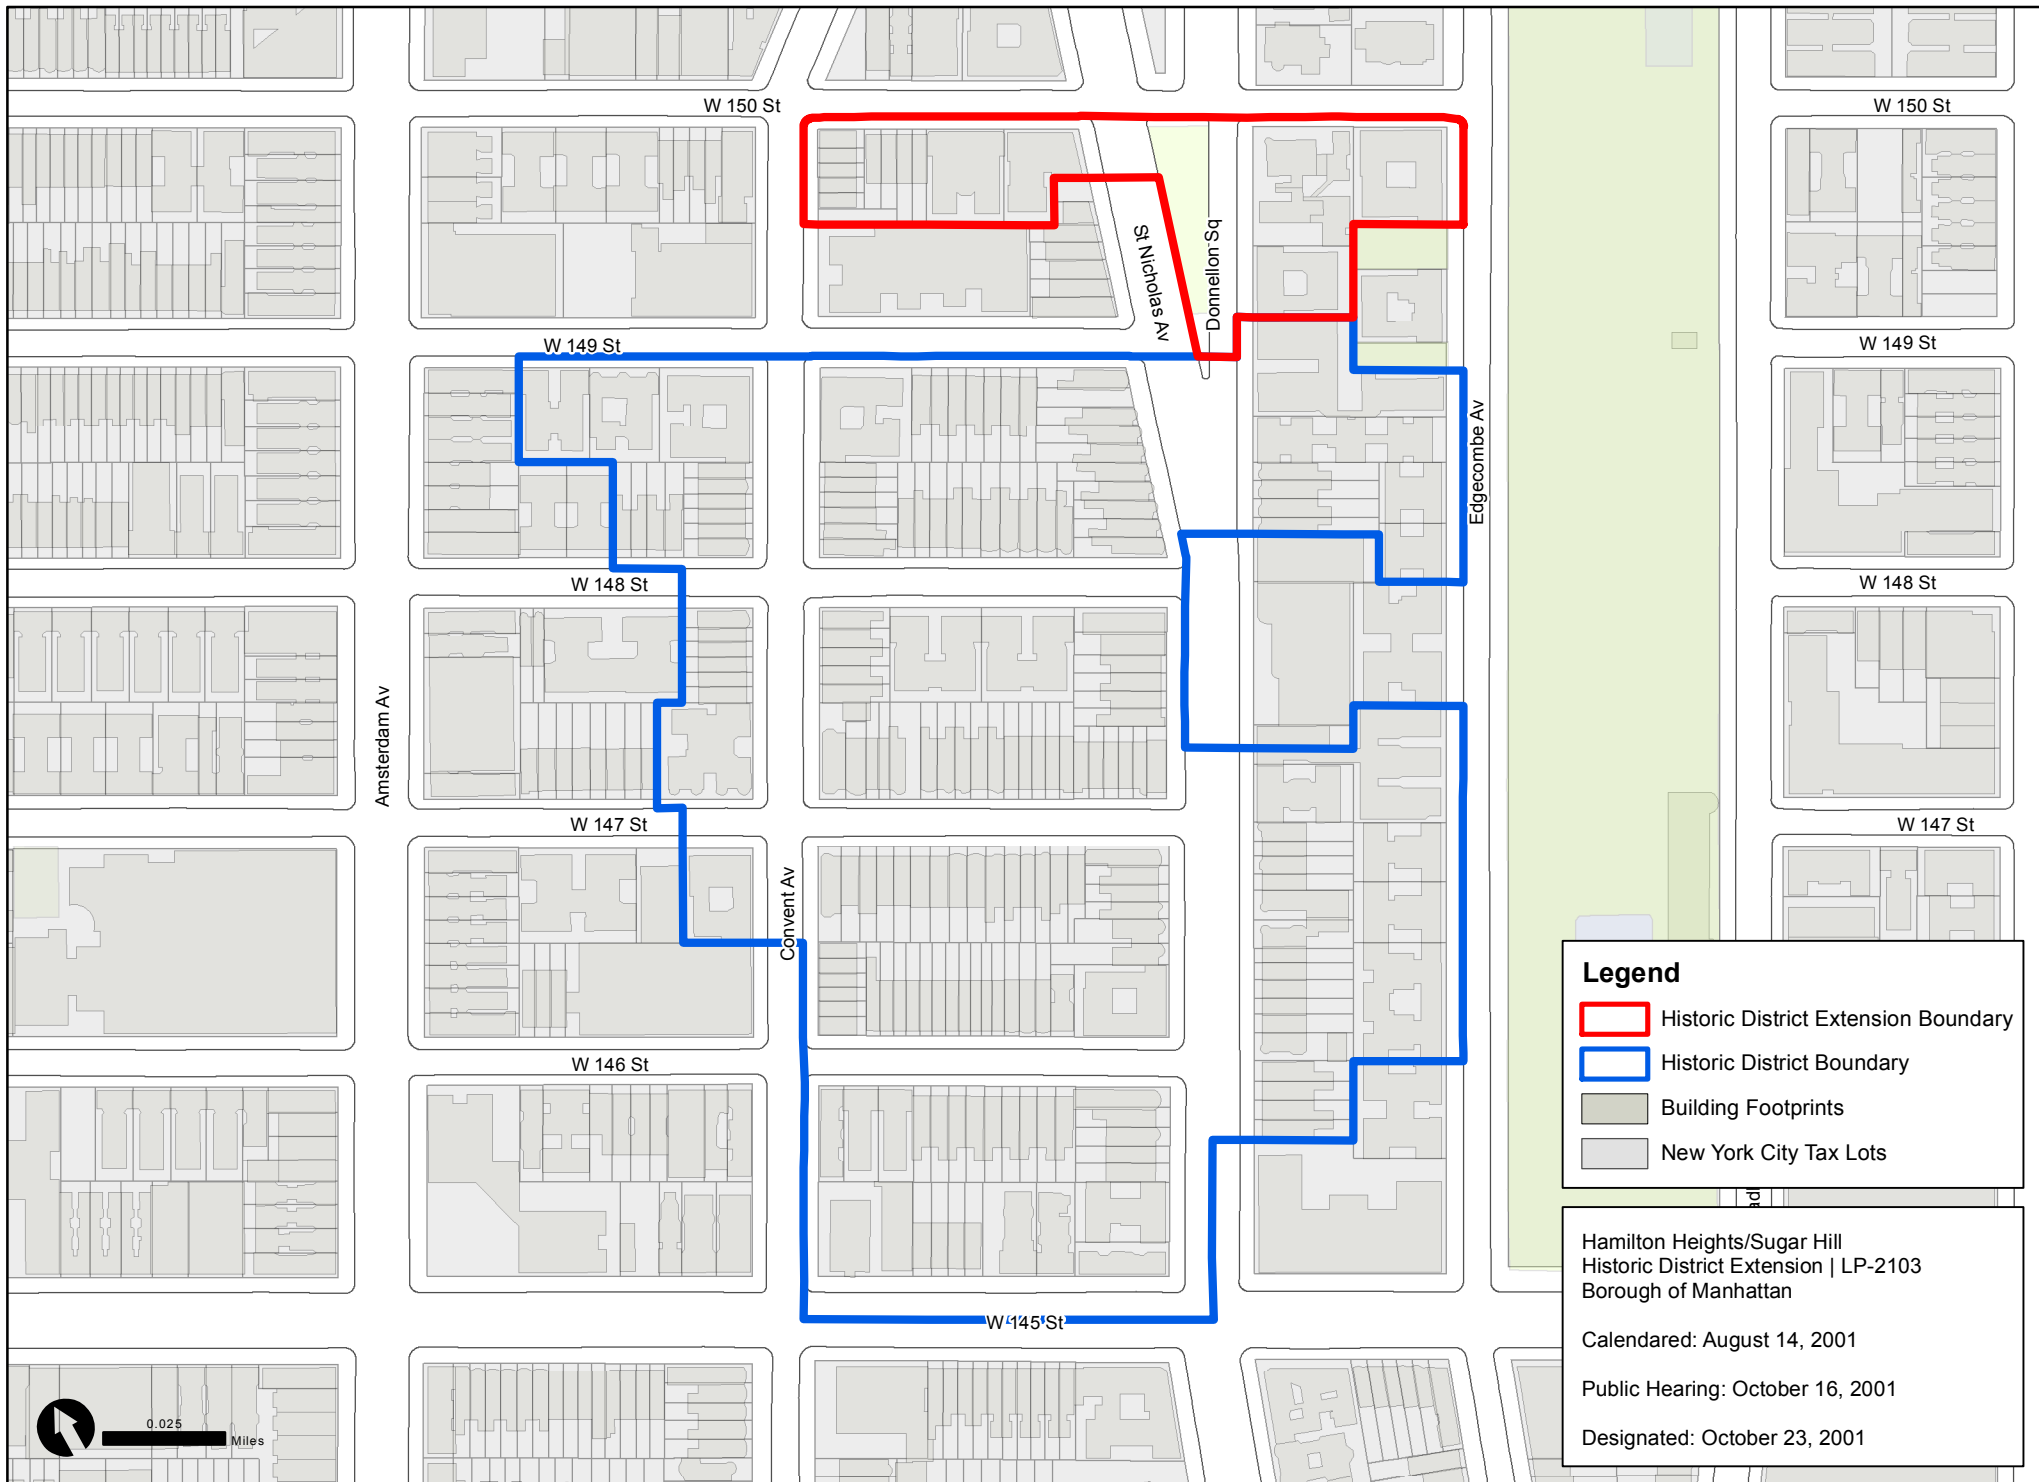 W 150 St
W 150 St
St Nicholas Av
Donnellon Sq
W 149 St
W 149 St
Edgecombe Av
W 148 St
W 148 St
Amsterdam Av
W 147 St
W 147 St
Convent Av
W 146 St
W 145 St
Legend
Historic District Extension Boundary
Historic District Boundary
Building Footprints
New York City Tax Lots
Hamilton Heights/Sugar Hill
Historic District Extension | LP-2103
Borough of Manhattan
Calendared: August 14, 2001
Public Hearing: October 16, 2001
Designated: October 23, 2001
0.025
Miles